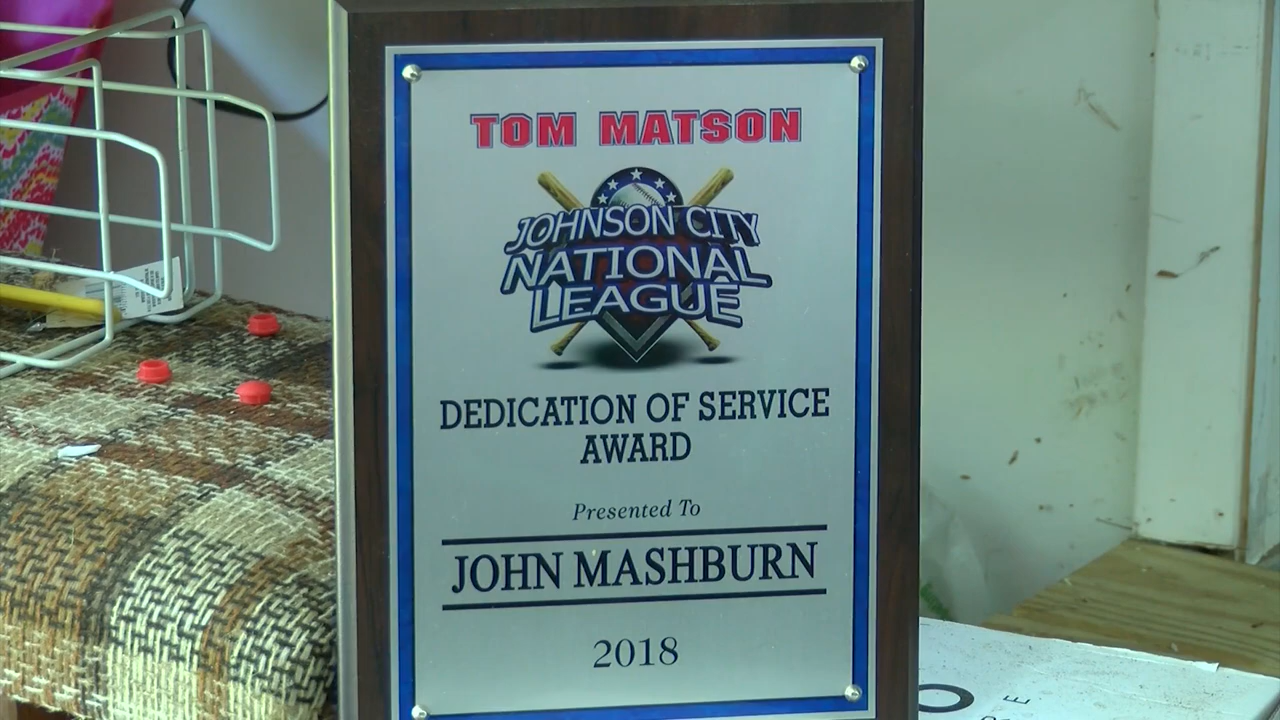 TOM MATSON
JOHNSON CITY
NATIONAL
LEAGUE
DEDICATION OF SERVICE
AWARD
Presented To
JOHN MASHBURN
2018